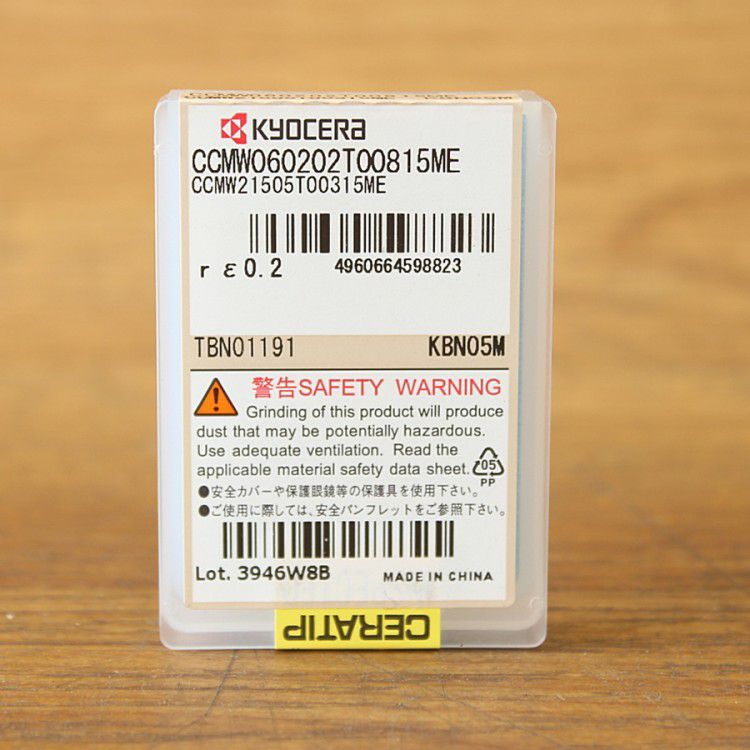 KYOCERA
CCMW060202T00815ME
CCMW21505T00315ME
rε0.2
4960664598823
TBN01191 KBN05M
警告SAFETY WARNING
Grinding of this product will produce
dust that may be potentially hazardous.
Use adequate ventilation. Read the
applicable material safety data sheet.
05
PP
●安全カバーや保護眼鏡等の保護具を使用下さい。
●ご使用に際しては、安全パンフレットをご参照下さい。
Lot. 3946W8B MADE IN CHINA
CERATIP